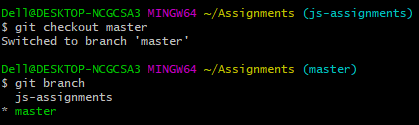 Dell@DESKTOP-NCGCSA3 MINGW64 ~/Assignments (js-assignments)
$ git checkout master
Switched to branch 'master'
Dell@DESKTOP-NCGCSA3 MINGW64 ~/Assignments (master)
$ git branch
js-assignments
* master